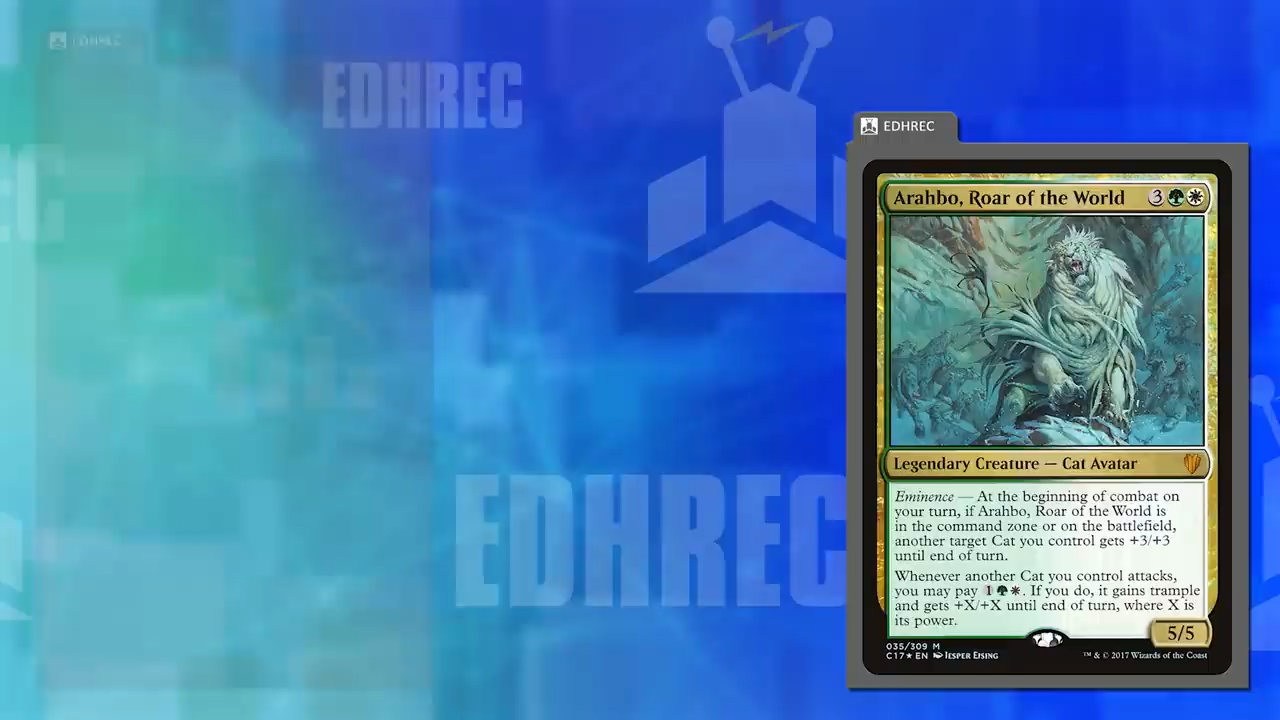 EDHREC
EDHREC
EDHREC
EDHREC
Arahbo, Roar of the World 3
Legendary Creature — Cat Avatar
Eminence — At the beginning of combat on
your turn, if Arahbo, Roar of the World is
in the command zone or on the battlefield,
another target Cat you control gets +3/+3
until end of turn.
Whenever another Cat you control attacks,
you may pay 1. If you do, it gains trample
and gets +X/+X until end of turn, where X is
its power.
5/5
035/309 M
C17★EN JESPER EJSING
™ & © 2017 Wizards of the Coast